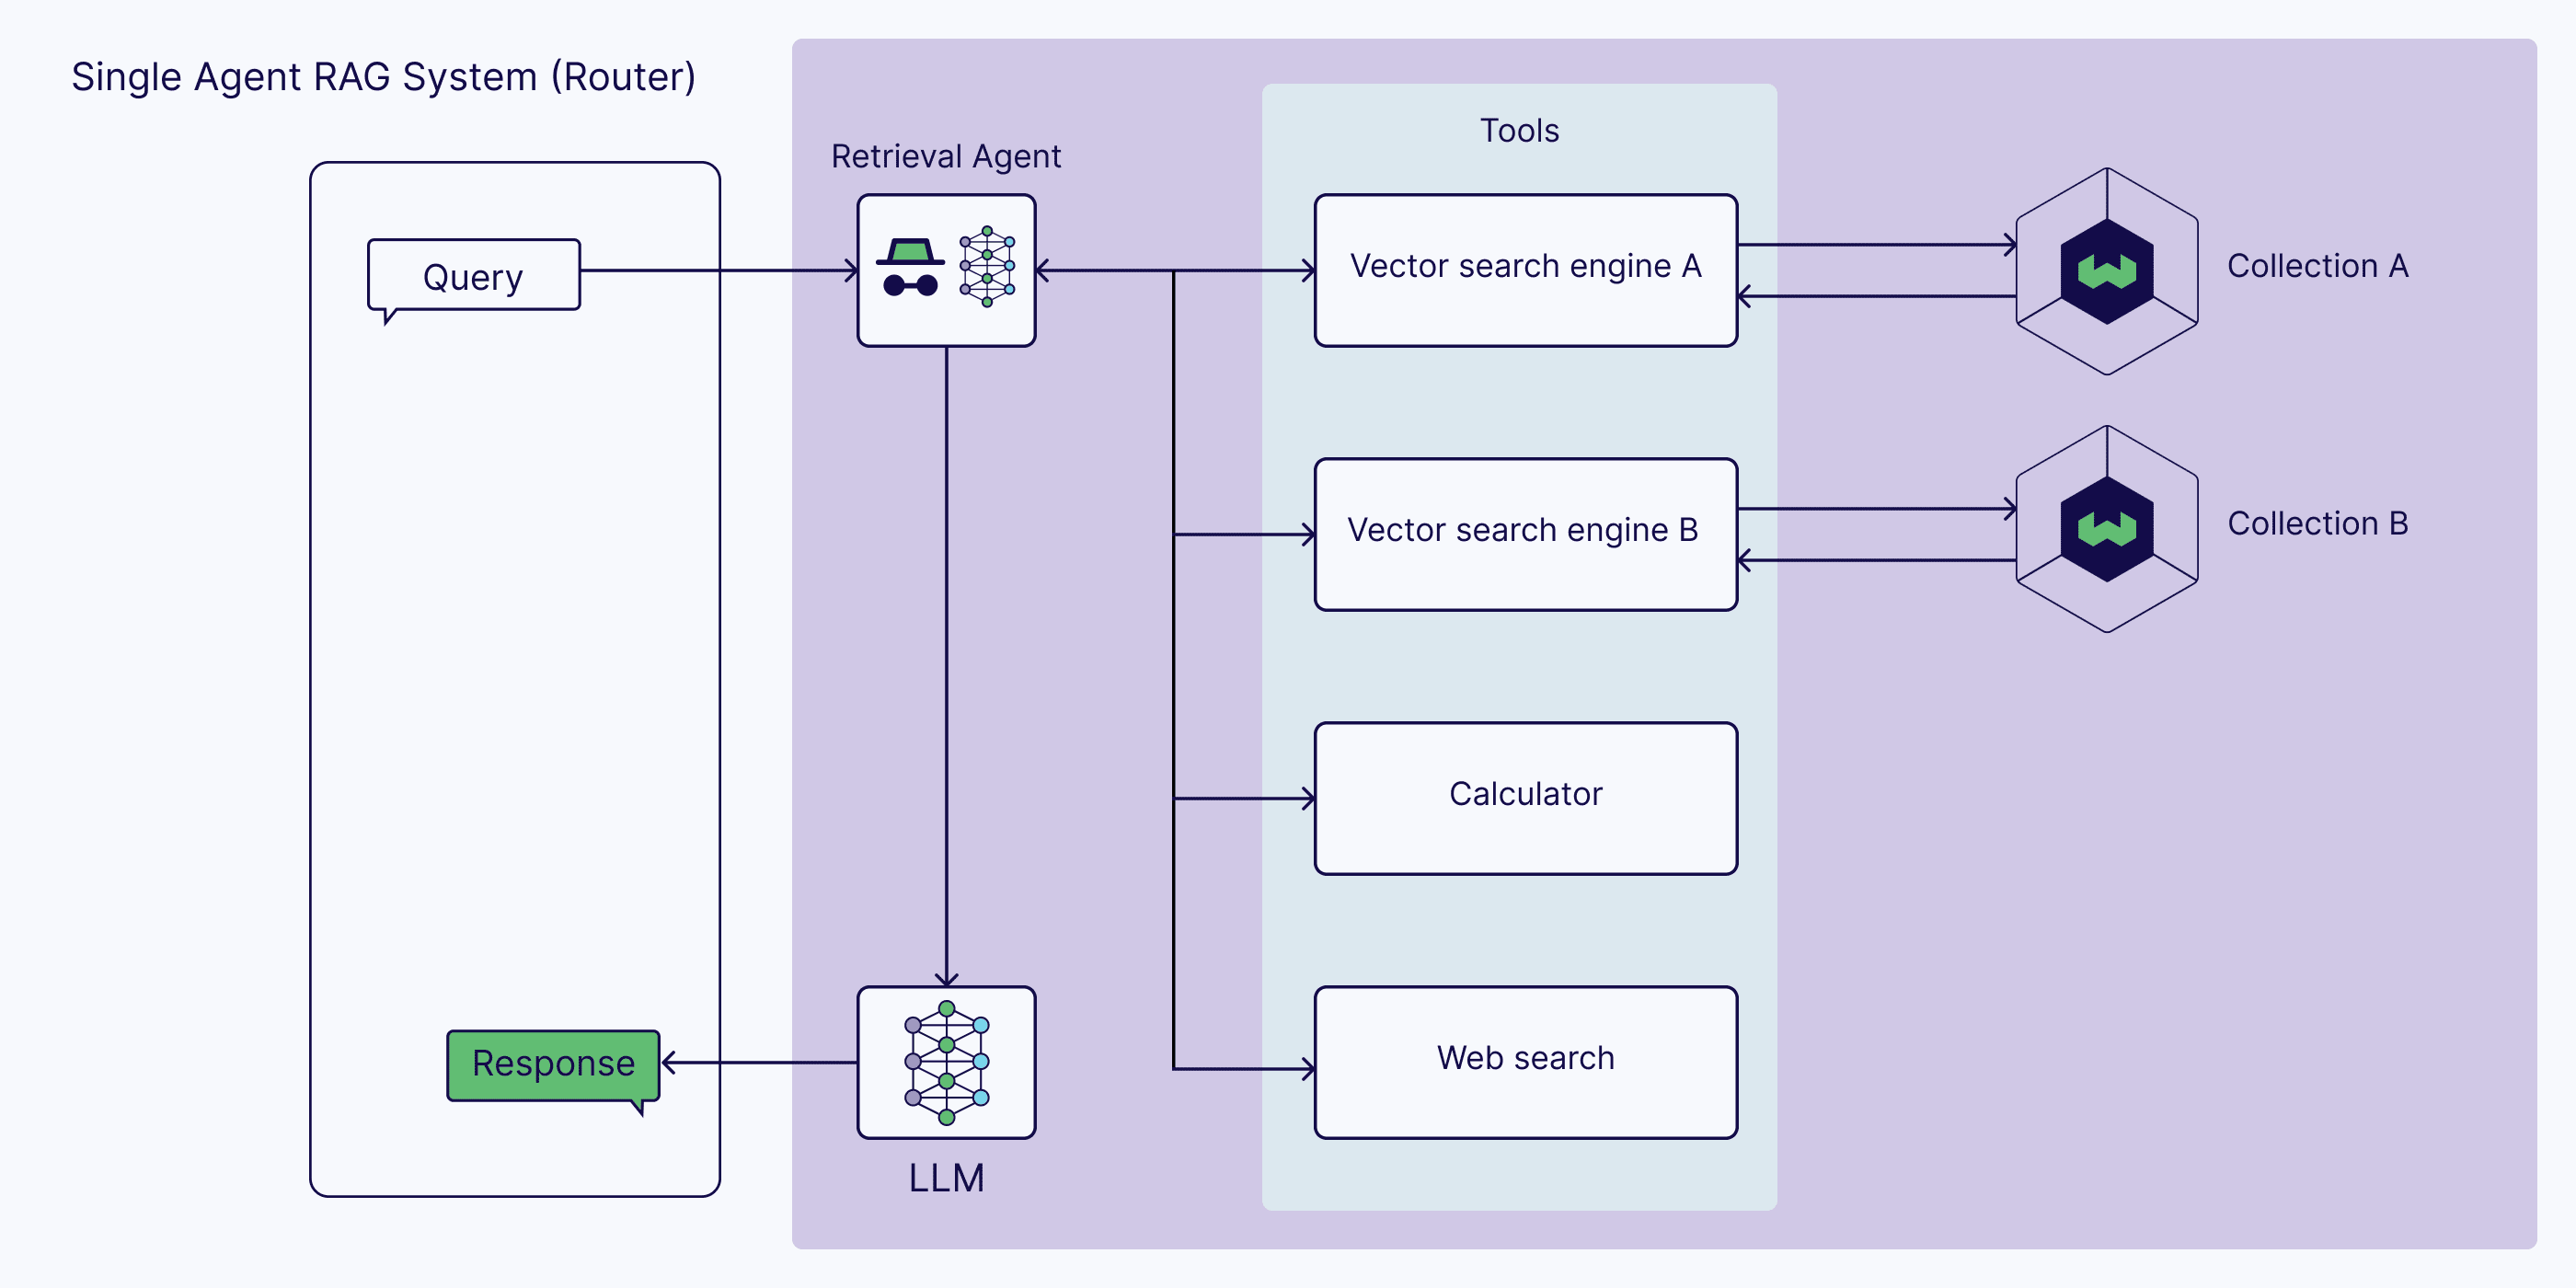 Single Agent RAG System (Router)
Retrieval Agent
Tools
Query
Vector search engine A
Collection A
Vector search engine B
Collection B
Calculator
Response
Web search
LLM